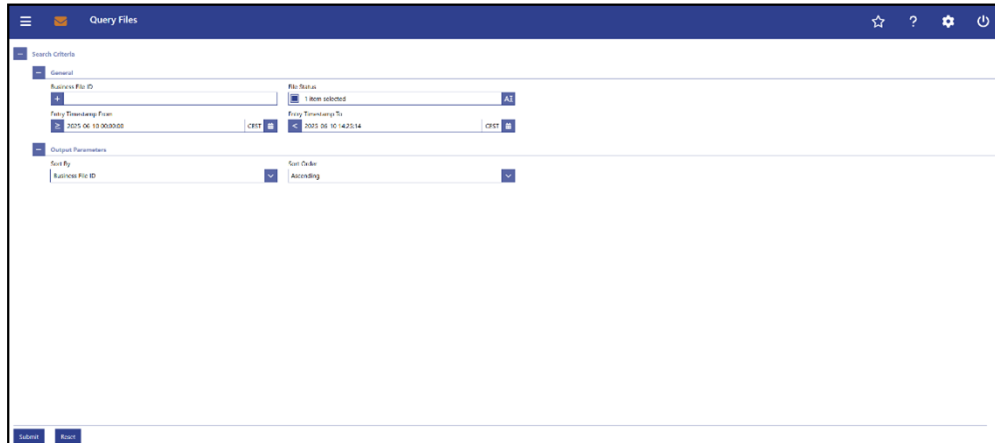 Query Files
?
Search Criteria
General
Business File ID File Status
+ 1 item selected AI
Entry Timestamp From Entry Timestamp To
≥ 2025-06-10 00:00:00 CEST < 2025-06-10 14:23:14 CEST
Output Parameters
Sort By Sort Order
Business File ID Ascending
Submit Reset